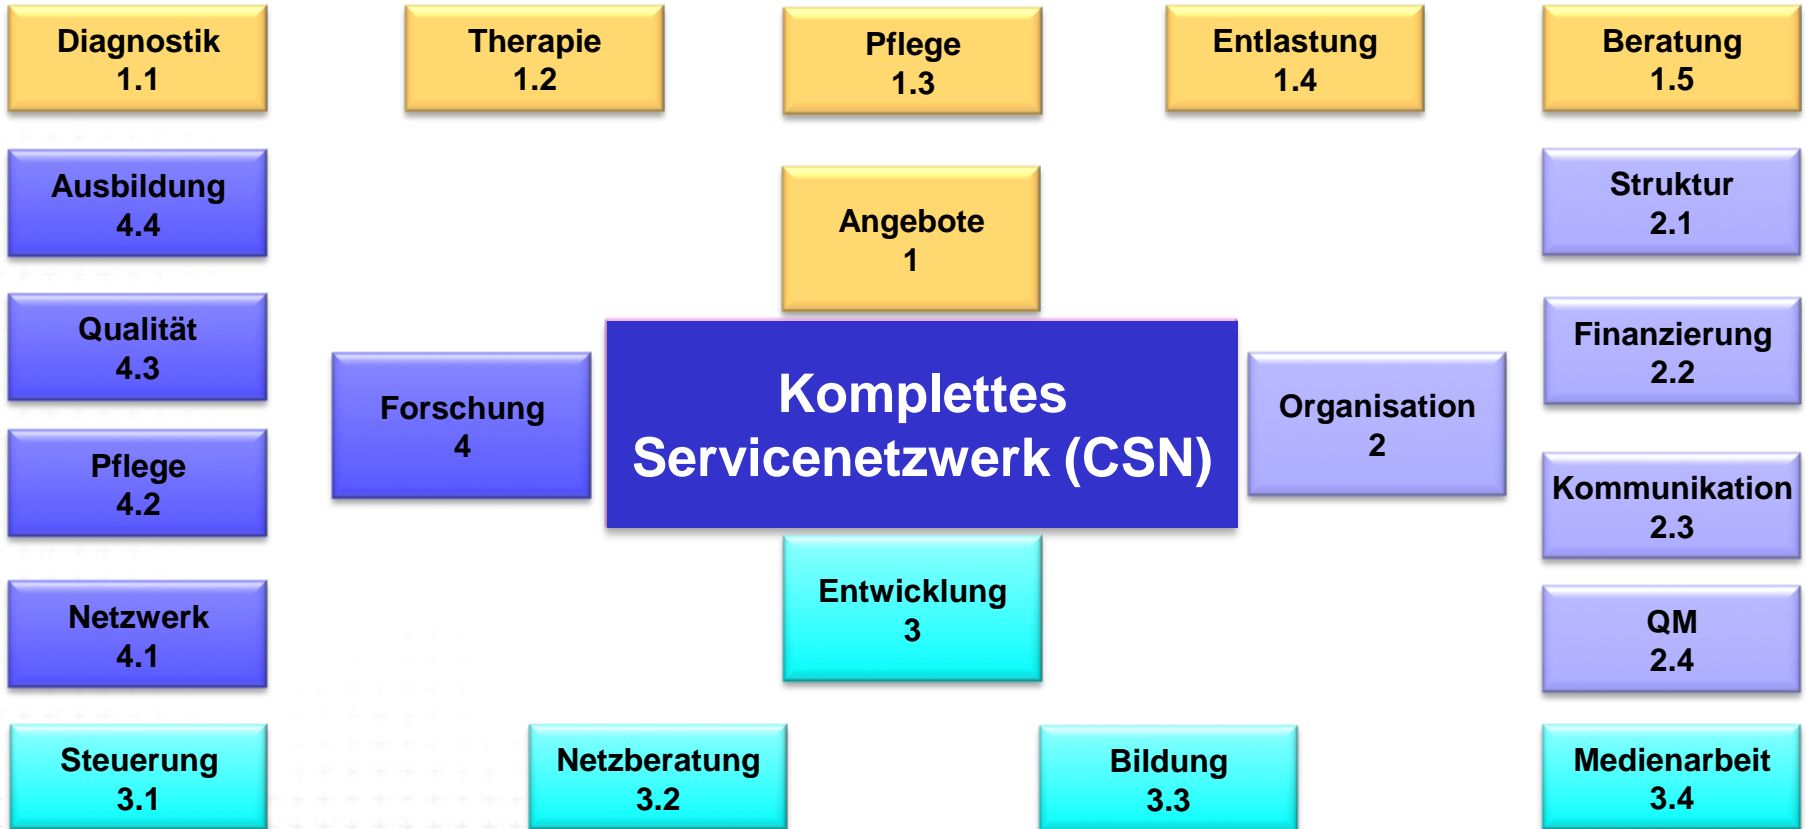 Diagnostik
1.1
Therapie
1.2
Pflege
1.3
Entlastung
1.4
Beratung
1.5
Ausbildung
4.4
Angebote
1
Struktur
2.1
Qualität
4.3
Finanzierung
2.2
Forschung
4
Komplettes
Servicenetzwerk (CSN)
Organisation
2
Pflege
4.2
Kommunikation
2.3
Netzwerk
4.1
Entwicklung
3
QM
2.4
Steuerung
3.1
Netzberatung
3.2
Bildung
3.3
Medienarbeit
3.4